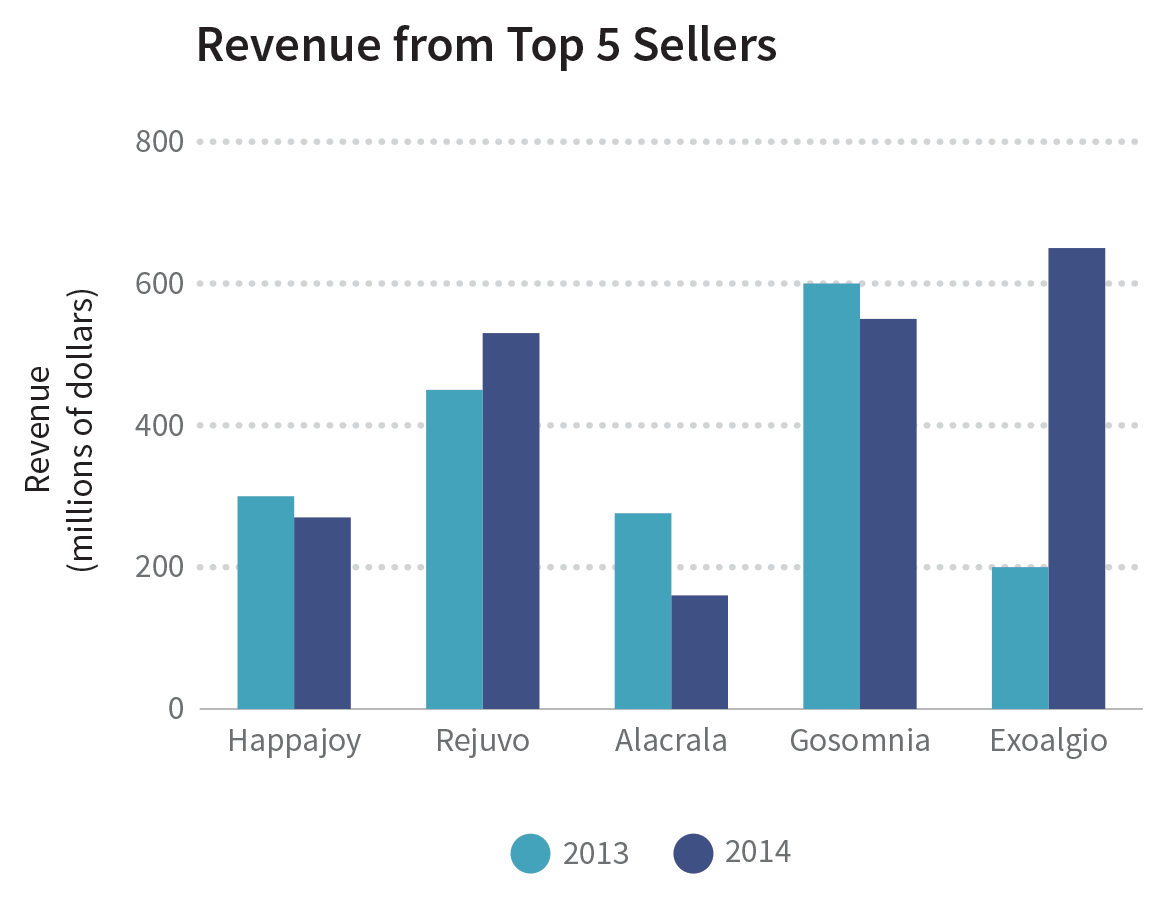 Revenue from Top 5 Sellers
800
600
400
200
0
Revenue
(millions of dollars)
Happajoy
Rejuvo
Alacrala
Gosomnia
Exoalgio
2013
2014